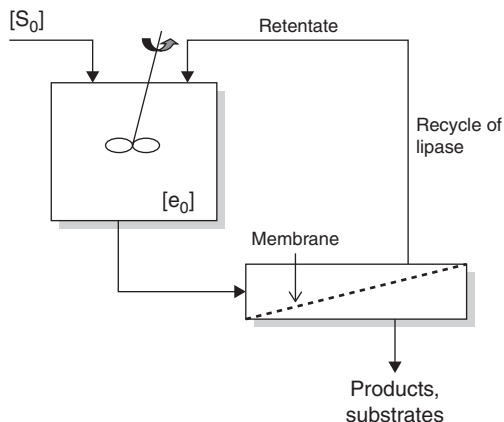 [S₀]
Retentate
Recycle of
lipase
[e₀]
Membrane
Products,
substrates